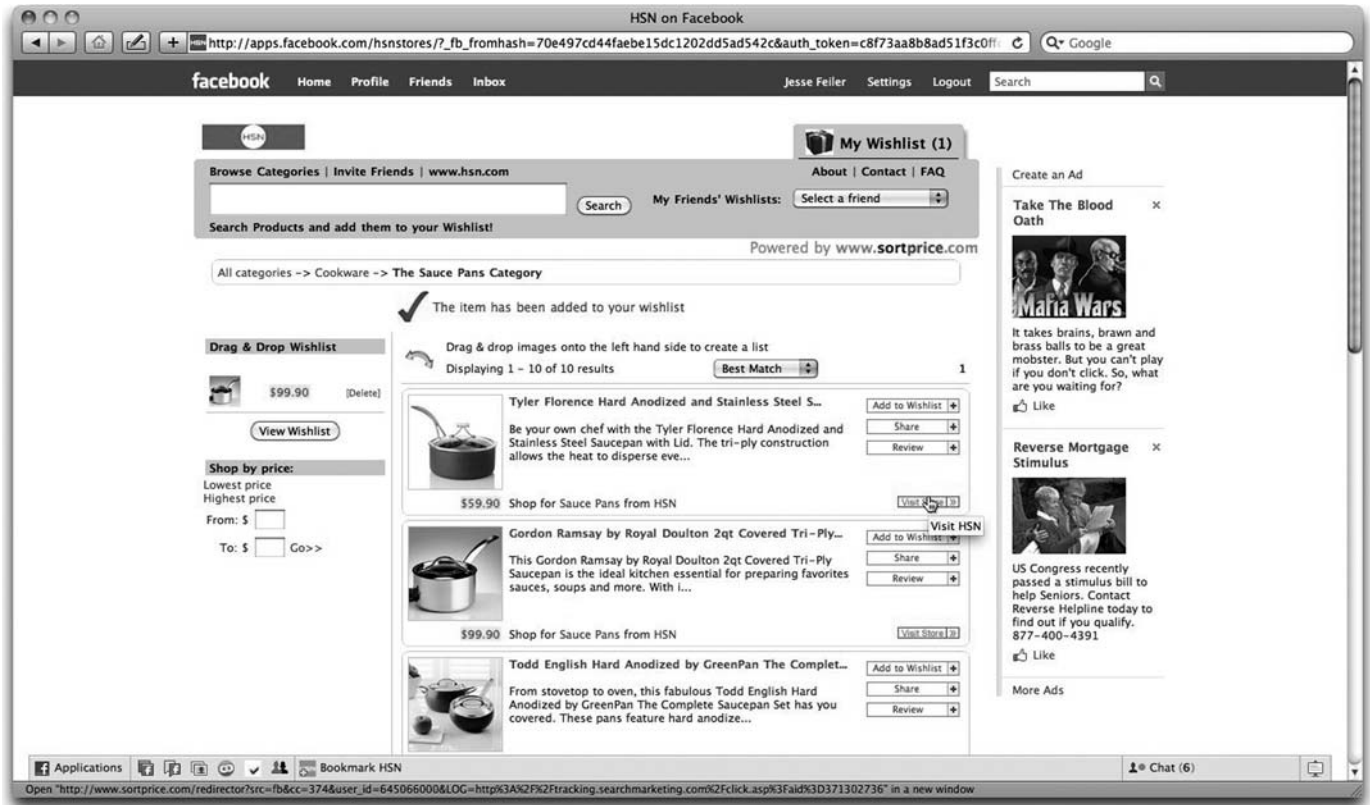 HSN on Facebook
http://apps.facebook.com/hsnstores/?_fb_fromhash=70e497cd44faebe15dc1202dd5ad542c&auth_token=c8f73aa8b8ad51f3c0ff
Google
facebook Home Profile Friends Inbox Jesse Feiler Settings Logout Search
HSN
My Wishlist (1)
Browse Categories | Invite Friends | www.hsn.com About | Contact | FAQ
Search My Friends' Wishlists: Select a friend
Search Products and add them to your Wishlist!
Powered by www.sortprice.com
All categories -> Cookware -> The Sauce Pans Category
The item has been added to your wishlist
Drag & Drop Wishlist
$99.90 [Delete]
View Wishlist
Shop by price:
Lowest price
Highest price
From: $
To: $ Go>>
Drag & drop images onto the left hand side to create a list
Displaying 1 - 10 of 10 results Best Match 1
Tyler Florence Hard Anodized and Stainless Steel S...
Be your own chef with the Tyler Florence Hard Anodized and
Stainless Steel Saucepan with Lid. The tri-ply construction
allows the heat to disperse eve...
Add to Wishlist +
Share +
Review +
$59.90 Shop for Sauce Pans from HSN
Visit Store »
Visit HSN
Gordon Ramsay by Royal Doulton 2qt Covered Tri-Ply...
This Gordon Ramsay by Royal Doulton 2qt Covered Tri-Ply
Saucepan is the ideal kitchen essential for preparing favorites
sauces, soups and more. With i...
Add to Wishlist +
Share +
Review +
$99.90 Shop for Sauce Pans from HSN
Visit Store »
Todd English Hard Anodized by GreenPan The Complet...
From stovetop to oven, this fabulous Todd English Hard
Anodized by GreenPan The Complete Saucepan Set has you
covered. These pans feature hard anodize...
Add to Wishlist +
Share +
Review +
Create an Ad
Take The Blood
Oath
Mafia Wars
It takes brains, brawn and
brass balls to be a great
mobster. But you can't play
if you don't click. So, what
are you waiting for?
Like
Reverse Mortgage
Stimulus
US Congress recently
passed a stimulus bill to
help Seniors. Contact
Reverse Helpline today to
find out if you qualify.
877-400-4391
Like
More Ads
Applications Bookmark HSN Chat (6)
Open "http://www.sortprice.com/redirector?src=fb&cc=374&user_id=645066000&LOG=http%3A%2F%2Ftracking.searchmarketing.com%2Fclick.asp%3Faid%3D371302736" in a new window